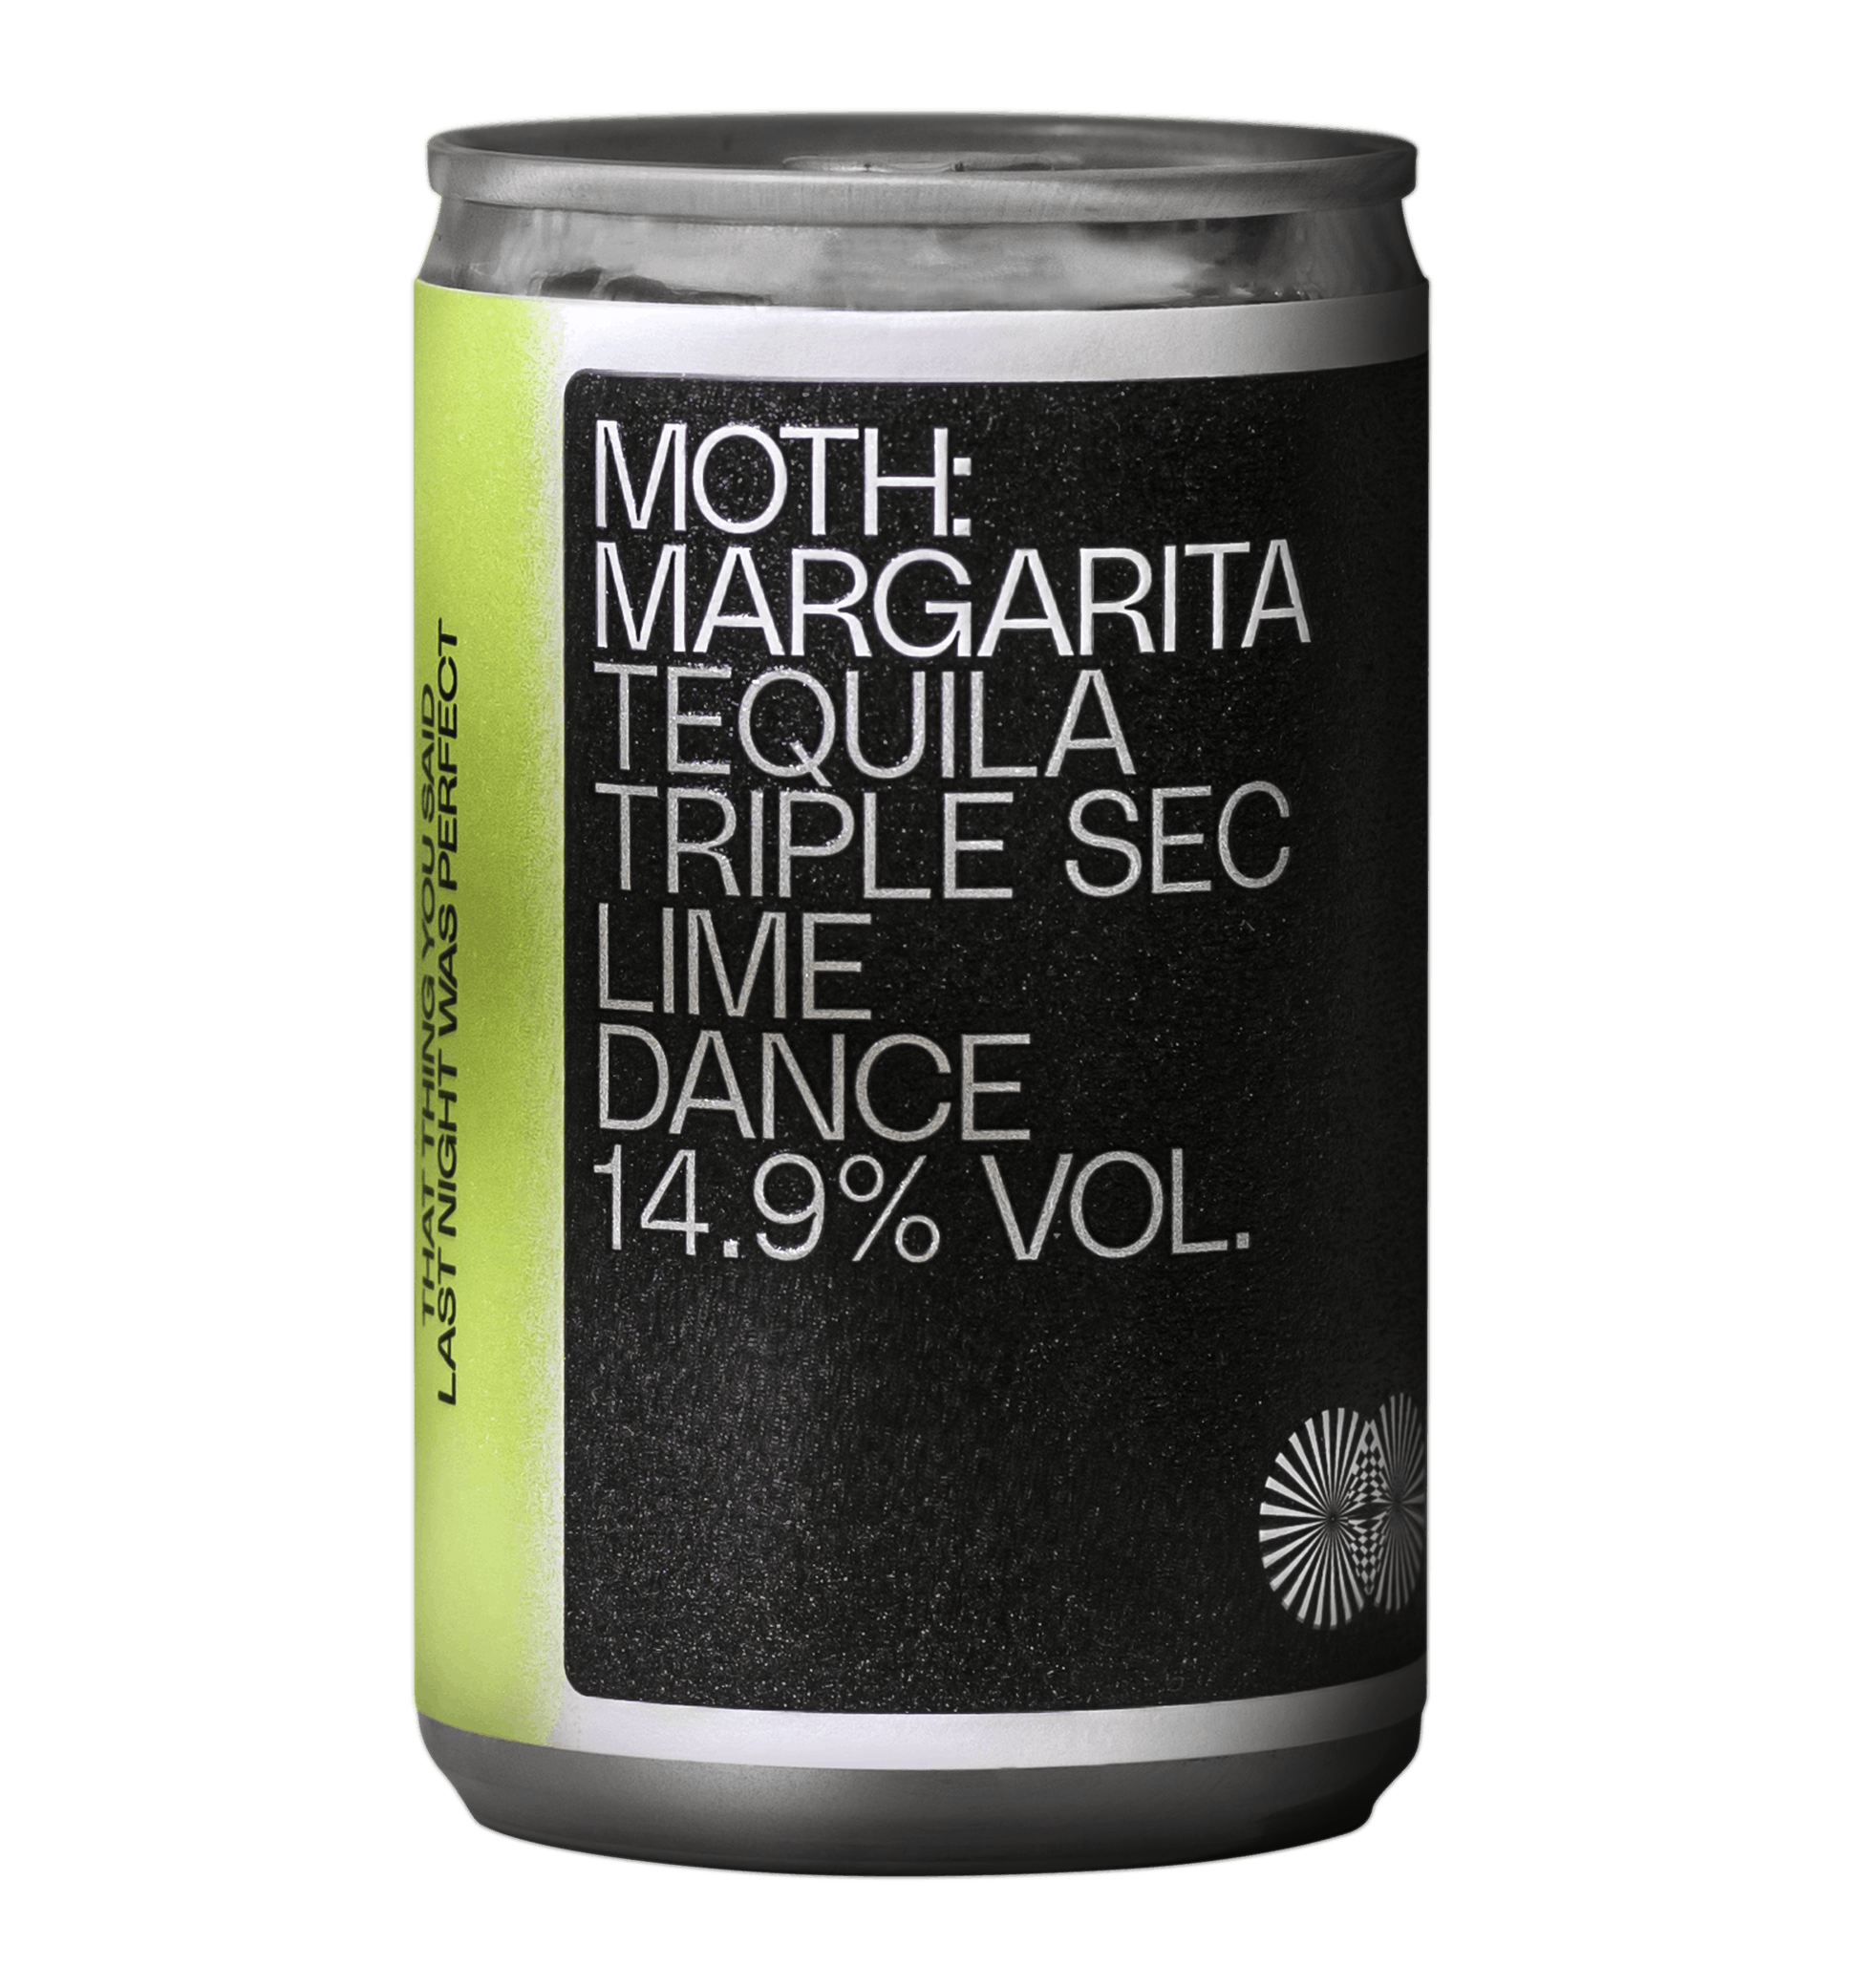 MOTH:
MARGARITA
TEQUILA
TRIPLE SEC
LIME
DANCE
14.9% VOL.
THAT THING YOU SAID
LAST NIGHT WAS PERFECT